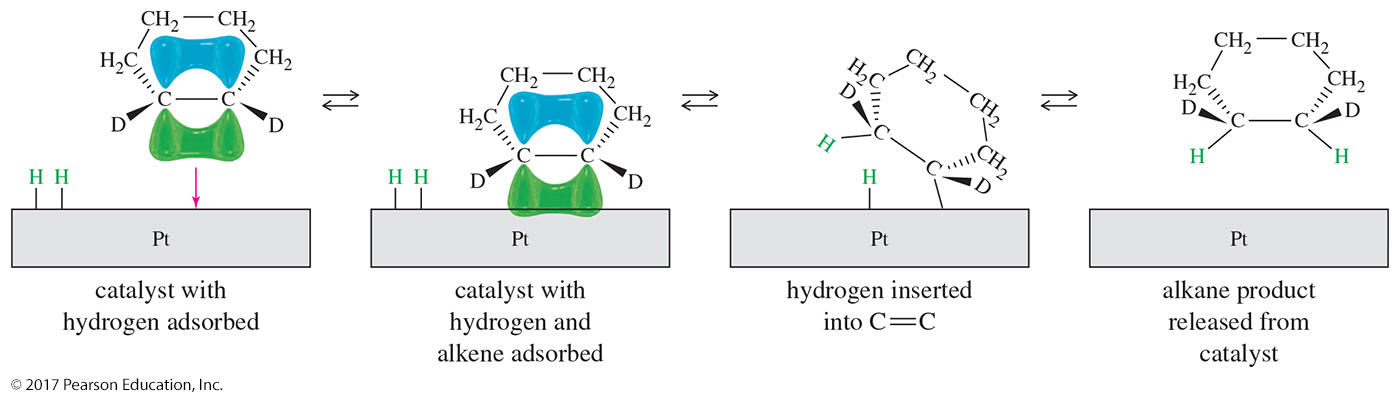 CH2 CH2
H2C CH2
C C
D D
H H
Pt
catalyst with
hydrogen adsorbed
CH2 CH2
H2C CH2
C C
D D
H H
Pt
catalyst with
hydrogen and
alkene adsorbed
CH2
H2C
D CH2
H C
CH2
H C D
Pt
hydrogen inserted
into C=C
CH2 CH2
H2C CH2
D D
C C
H H
Pt
alkane product
released from
catalyst
© 2017 Pearson Education, Inc.